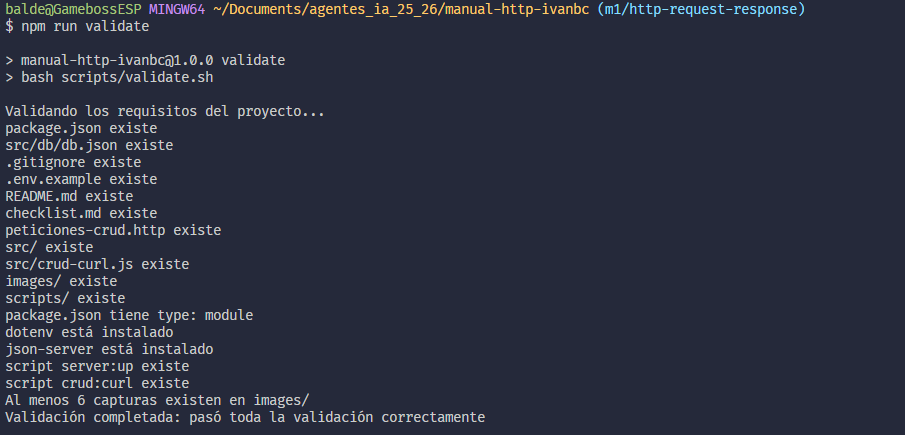 balde@GamebossESP MINGW64 ~/Documents/agentes_ia_25_26/manual-http-ivanbc (m1/http-request-response)
$ npm run validate
> manual-http-ivanbc@1.0.0 validate
> bash scripts/validate.sh
Validando los requisitos del proyecto...
package.json existe
src/db/db.json existe
.gitignore existe
.env.example existe
README.md existe
checklist.md existe
peticiones-crud.http existe
src/ existe
src/crud-curl.js existe
images/ existe
scripts/ existe
package.json tiene type: module
dotenv está instalado
json-server está instalado
script server:up existe
script crud:curl existe
Al menos 6 capturas existen en images/
Validación completada: pasó toda la validación correctamente